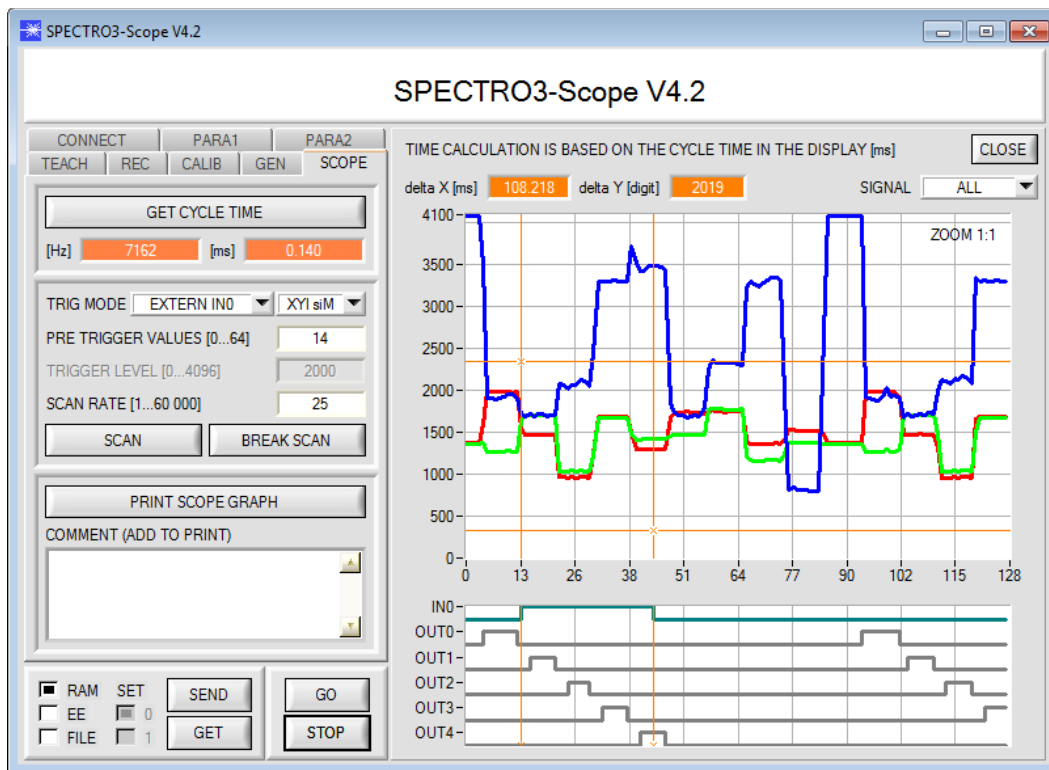 SPECTRO3-Scope V4.2
SPECTRO3-Scope V4.2
CONNECT PARA1 PARA2
TEACH REC CALIB GEN SCOPE
GET CYCLE TIME
[Hz] 7162 [ms] 0.140
TRIG MODE EXTERN IN0 XYI siM
PRE TRIGGER VALUES [0...64] 14
TRIGGER LEVEL [0...4096] 2000
SCAN RATE [1...60 000] 25
SCAN BREAK SCAN
PRINT SCOPE GRAPH
COMMENT (ADD TO PRINT)
RAM SET SEND GO
EE 0
FILE 1 GET STOP
TIME CALCULATION IS BASED ON THE CYCLE TIME IN THE DISPLAY [ms] CLOSE
delta X [ms] 108.218 delta Y [digit] 2019 SIGNAL ALL
ZOOM 1:1
4100
3500
3000
2500
2000
1500
1000
500
0
0 13 26 38 51 64 77 90 102 115 128
IN0
OUT0
OUT1
OUT2
OUT3
OUT4